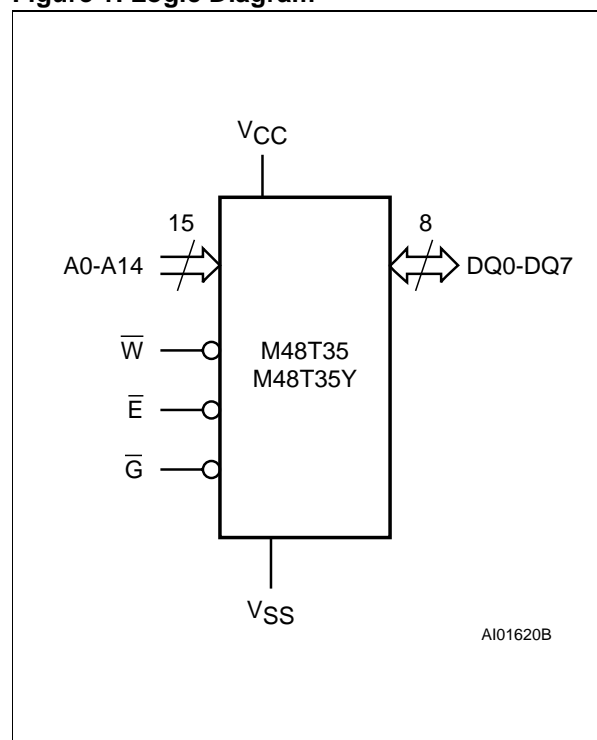 Figure 1. Logic Diagram
VCC
15
8
A0-A14
DQ0-DQ7
W
M48T35
M48T35Y
E
G
VSS
AI01620B